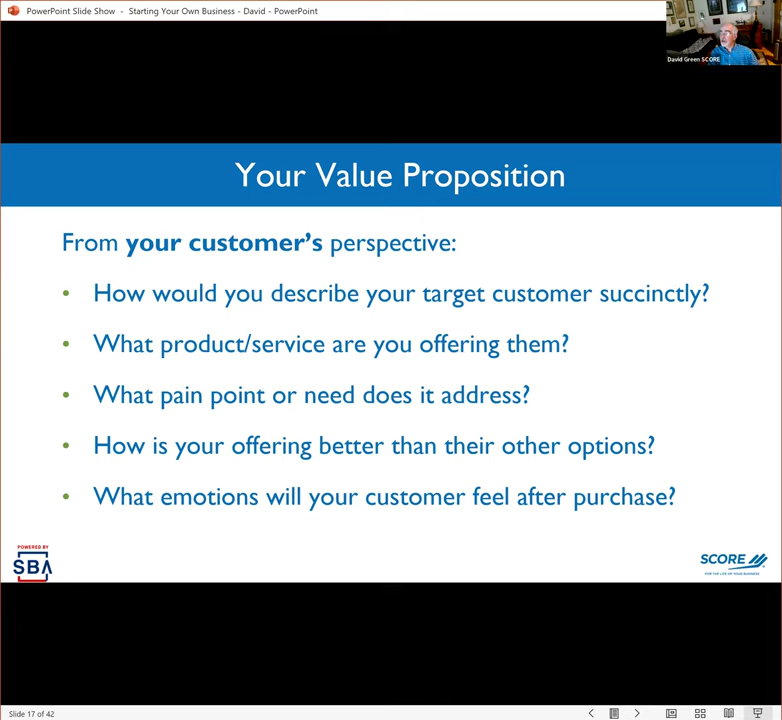 PowerPoint Slide Show - Starting Your Own Business - David - PowerPoint
David Green SCORE
Your Value Proposition
From your customer's perspective:
• How would you describe your target customer succinctly?
• What product/service are you offering them?
• What pain point or need does it address?
• How is your offering better than their other options?
• What emotions will your customer feel after purchase?
POWERED BY
SBA
SCORE
FOR THE LIFE OF YOUR BUSINESS
Slide 17 of 42